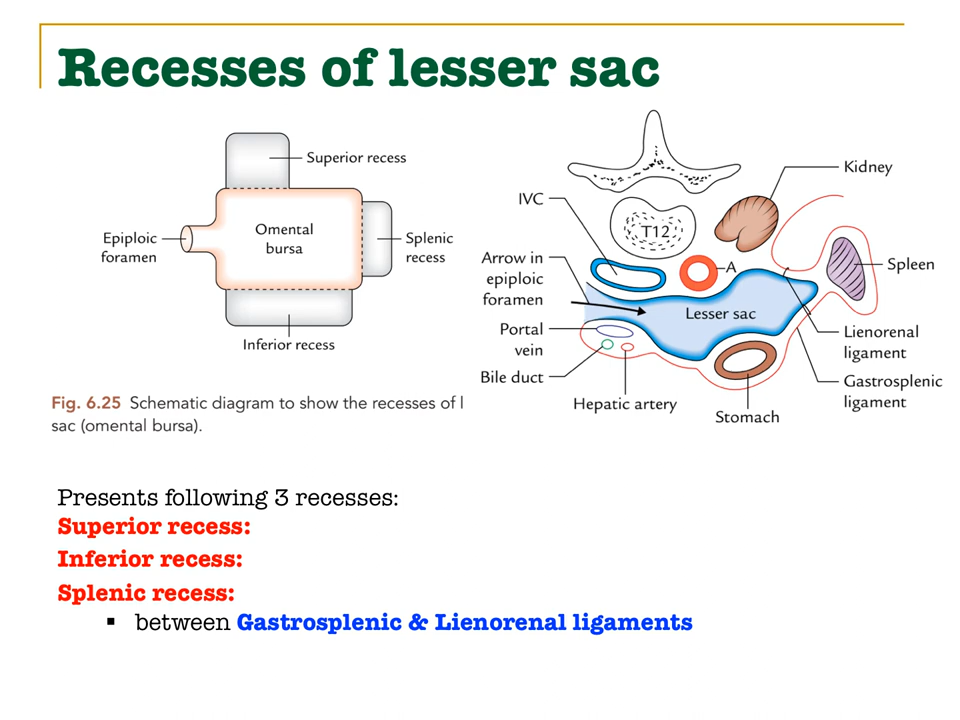 Recesses of lesser sac
Superior recess
Epiploic
foramen
Omental
bursa
Splenic
recess
Inferior recess
Fig. 6.25 Schematic diagram to show the recesses of l
sac (omental bursa).
Kidney
IVC
T12
Arrow in
epiploic
foramen
A
Spleen
Lesser sac
Portal
vein
Lienorenal
ligament
Bile duct
Gastrosplenic
ligament
Hepatic artery
Stomach
Presents following 3 recesses:
Superior recess:
Inferior recess:
Splenic recess:
▪ between Gastrosplenic & Lienorenal ligaments